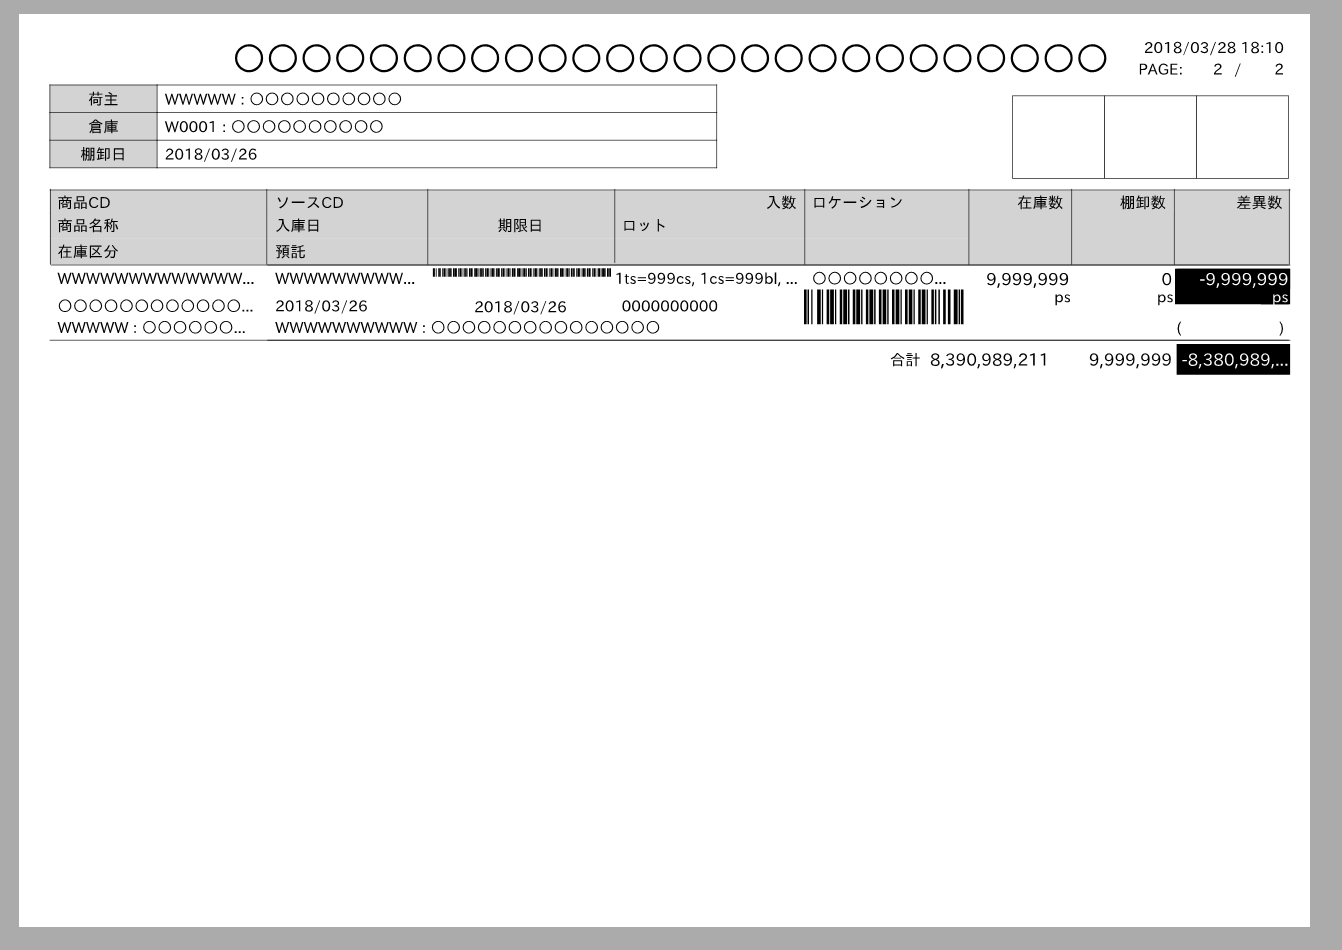 ○○○○○○○○○○○○○○○○○○○○○○○○○○ 2018/03/28 18:10
PAGE: 2 / 2
荷主 WWWWW : ○○○○○○○○○○
倉庫 W0001 : ○○○○○○○○○○
棚卸日 2018/03/26
商品CD ソースCD 入数 ロケーション 在庫数 棚卸数 差異数
商品名称 入庫日 期限日 ロット
在庫区分 預託
WWWWWWWWWWWWW... WWWWWWWWW... 1ts=999cs, 1cs=999bl, ... ○○○○○○○○... 9,999,999 0 -9,999,999
ps ps ps
○○○○○○○○○○○○... 2018/03/26 2018/03/26 0000000000
WWWWW : ○○○○○○... WWWWWWWWWW : ○○○○○○○○○○○○○○○ ( )
合計 8,390,989,211 9,999,999 -8,380,989,...